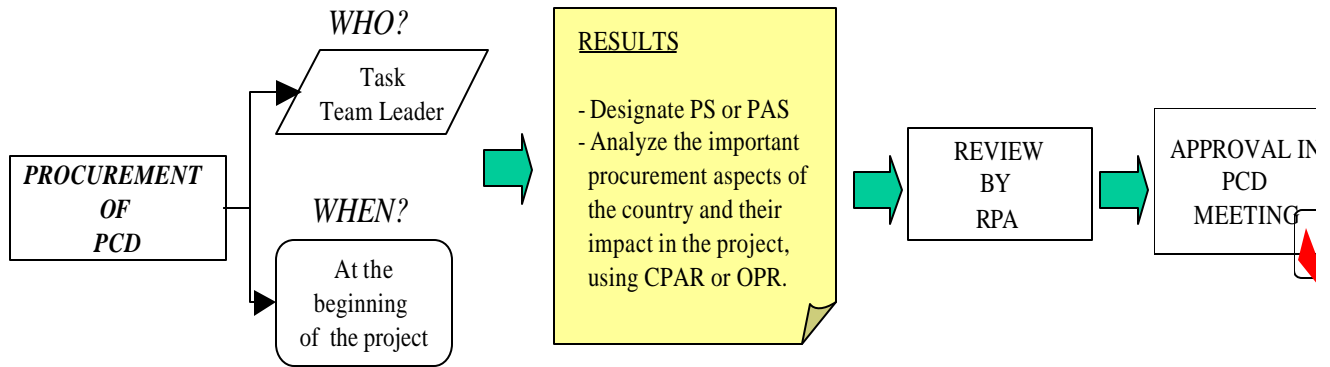 PROCUREMENT
OF
PCD
WHO?
Task
Team Leader
WHEN?
At the
beginning
of the project
RESULTS
- Designate PS or PAS
- Analyze the important
procurement aspects of
the country and their
impact in the project,
using CPAR or OPR.
REVIEW
BY
RPA
APPROVAL IN
PCD
MEETING